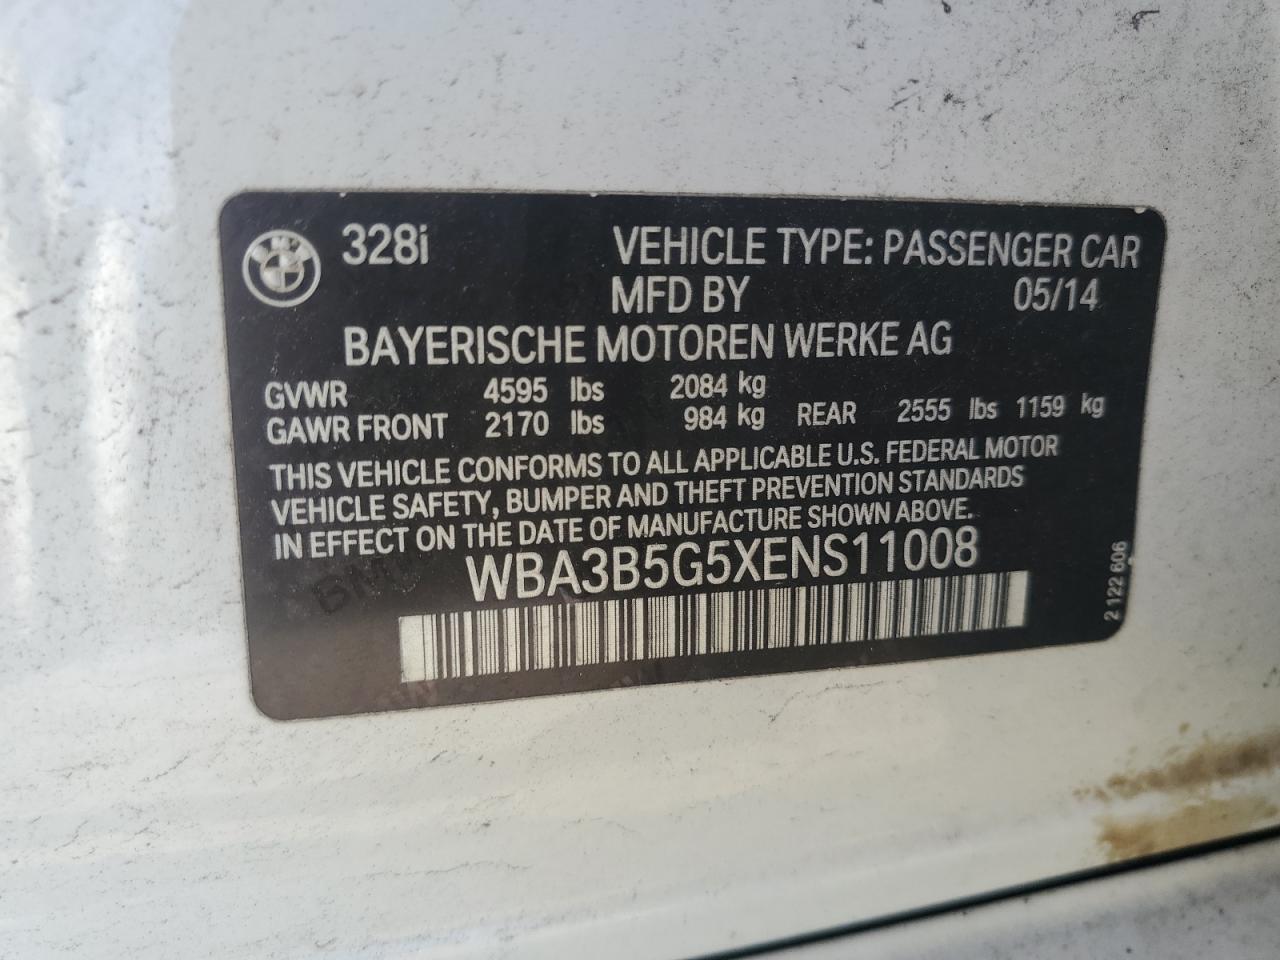 BMW 328i VEHICLE TYPE: PASSENGER CAR
MFD BY 05/14
BAYERISCHE MOTOREN WERKE AG
GVWR 4595 lbs 2084 kg
GAWR FRONT 2170 lbs 984 kg REAR 2555 lbs 1159 kg
THIS VEHICLE CONFORMS TO ALL APPLICABLE U.S. FEDERAL MOTOR
VEHICLE SAFETY, BUMPER AND THEFT PREVENTION STANDARDS
IN EFFECT ON THE DATE OF MANUFACTURE SHOWN ABOVE.
WBA3B5G5XENS11008
2 122 606